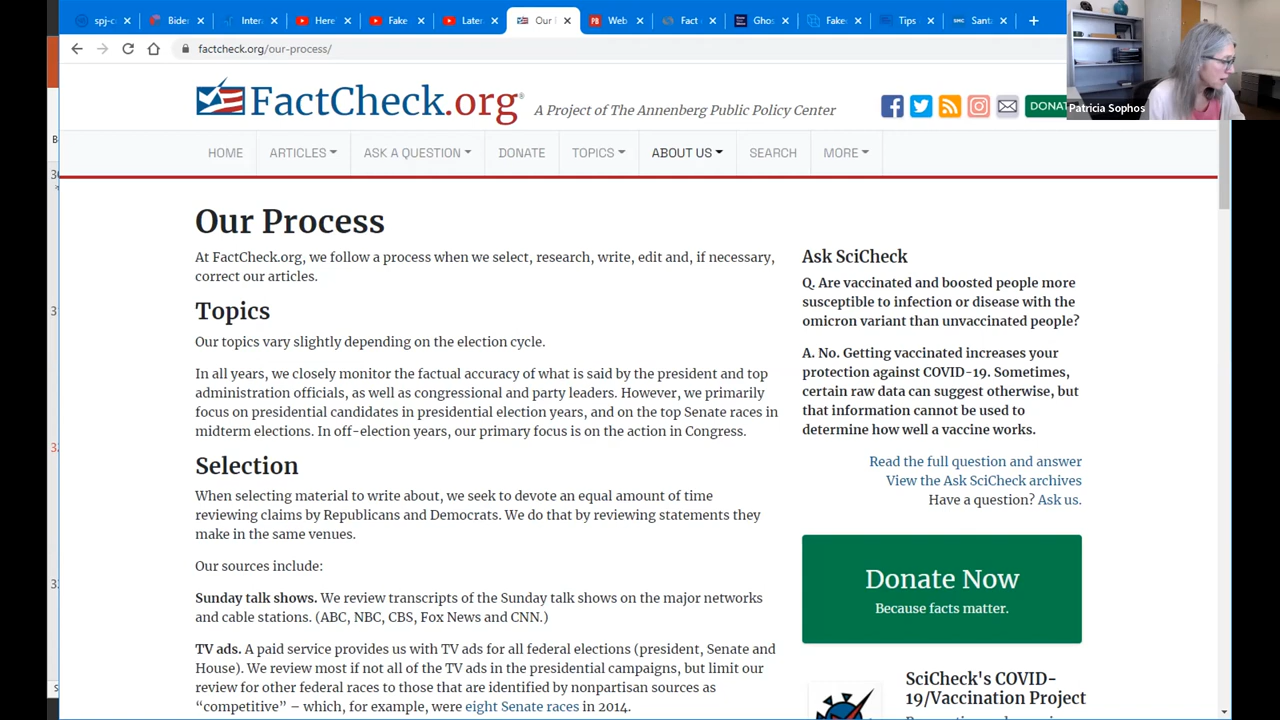 spj-c
Bider
Intera
Here
Fake
Later
Our
Web
Fact
Ghos
Fake
Tips
Santa
factcheck.org/our-process/
Patricia Sophos
FactCheck.org® A Project of The Annenberg Public Policy Center
DONAT
HOME
ARTICLES
ASK A QUESTION
DONATE
TOPICS
ABOUT US
SEARCH
MORE
Our Process
At FactCheck.org, we follow a process when we select, research, write, edit and, if necessary,
correct our articles.
Topics
Our topics vary slightly depending on the election cycle.
In all years, we closely monitor the factual accuracy of what is said by the president and top
administration officials, as well as congressional and party leaders. However, we primarily
focus on presidential candidates in presidential election years, and on the top Senate races in
midterm elections. In off-election years, our primary focus is on the action in Congress.
Selection
When selecting material to write about, we seek to devote an equal amount of time
reviewing claims by Republicans and Democrats. We do that by reviewing statements they
make in the same venues.
Our sources include:
Sunday talk shows. We review transcripts of the Sunday talk shows on the major networks
and cable stations. (ABC, NBC, CBS, Fox News and CNN.)
TV ads. A paid service provides us with TV ads for all federal elections (president, Senate and
House). We review most if not all of the TV ads in the presidential campaigns, but limit our
review for other federal races to those that are identified by nonpartisan sources as
“competitive” – which, for example, were eight Senate races in 2014.
Ask SciCheck
Q. Are vaccinated and boosted people more
susceptible to infection or disease with the
omicron variant than unvaccinated people?
A. No. Getting vaccinated increases your
protection against COVID-19. Sometimes,
certain raw data can suggest otherwise, but
that information cannot be used to
determine how well a vaccine works.
Read the full question and answer
View the Ask SciCheck archives
Have a question? Ask us.
Donate Now
Because facts matter.
SciCheck's COVID-
19/Vaccination Project